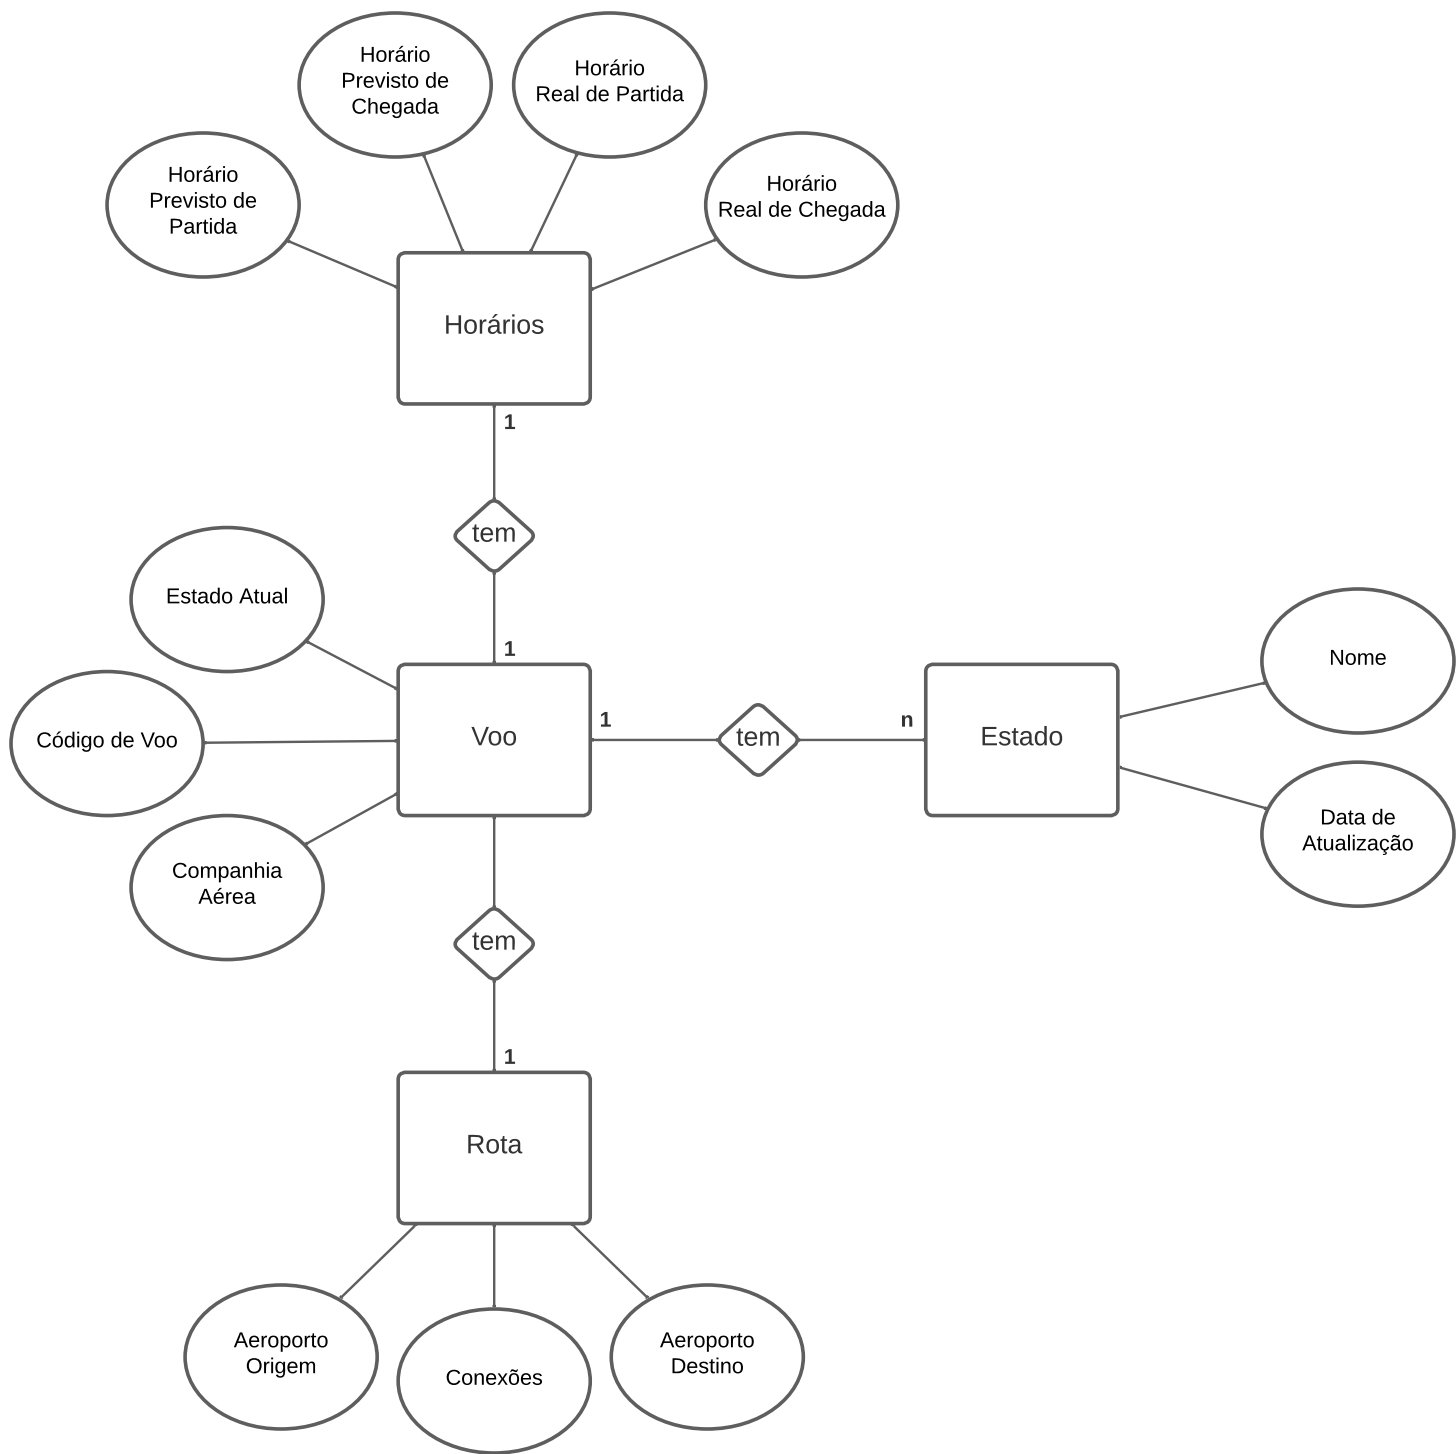 Horário
Previsto de
Chegada
Horário
Real de Partida
Horário
Previsto de
Partida
Horário
Real de Chegada
Horários
1
tem
1
Estado Atual
Código de Voo
Companhia
Aérea
Voo
1
tem
n
Estado
Nome
Data de
Atualização
tem
1
Rota
Aeroporto
Origem
Conexões
Aeroporto
Destino